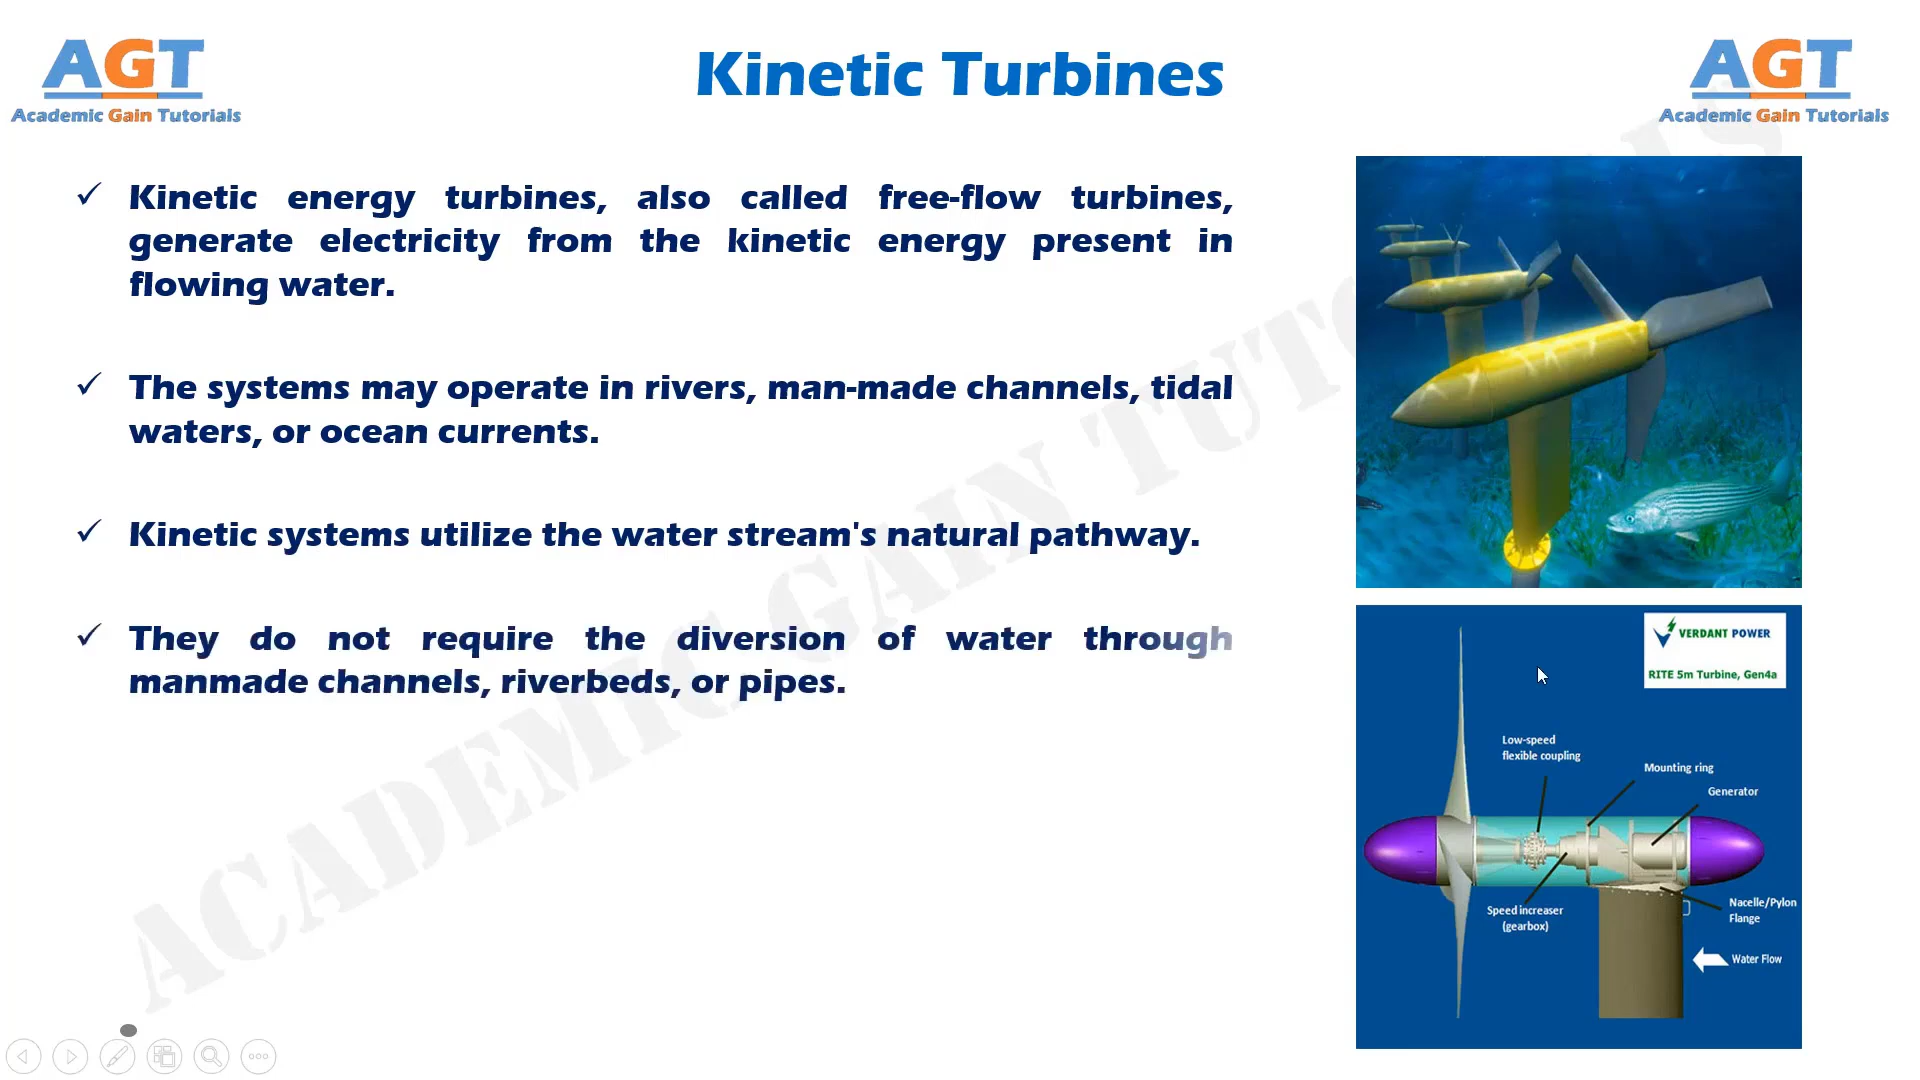 AGT
Academic Gain Tutorials
Kinetic Turbines
AGT
Academic Gain Tutorials
✓ Kinetic energy turbines, also called free-flow turbines,
generate electricity from the kinetic energy present in
flowing water.
✓ The systems may operate in rivers, man-made channels, tidal
waters, or ocean currents.
✓ Kinetic systems utilize the water stream's natural pathway.
✓ They do not require the diversion of water through
manmade channels, riverbeds, or pipes.
ACADEMIC GAIN TUTORIALS
VERDANT POWER
RITE 5m Turbine, Gen4a
Low-speed
flexible coupling
Mounting ring
Generator
Speed increaser
(gearbox)
Nacelle/Pylon
Flange
Water Flow